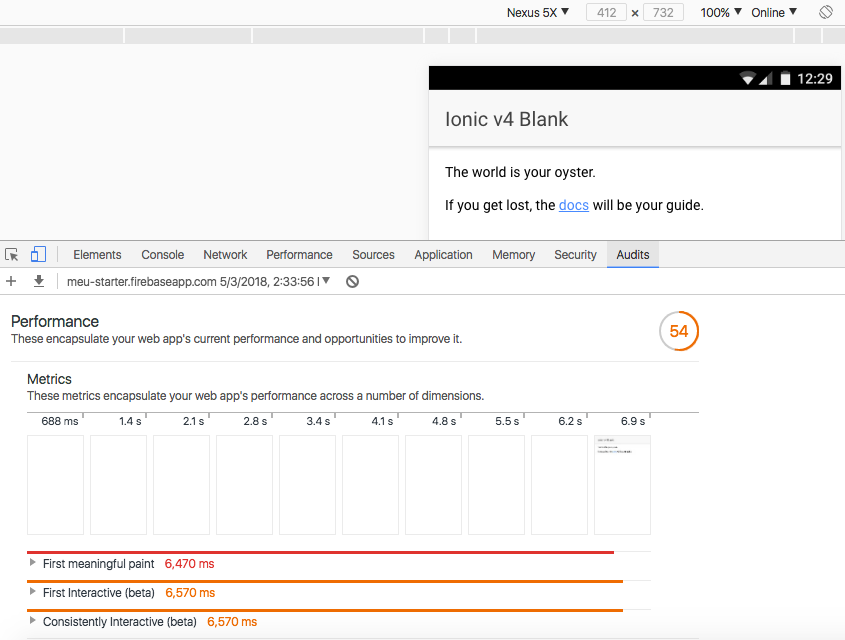 Nexus 5X ▼ 412 × 732 100% ▼ Online ▼
12:29
Ionic v4 Blank
The world is your oyster.
If you get lost, the docs will be your guide.
Elements Console Network Performance Sources Application Memory Security Audits
meu-starter.firebaseapp.com 5/3/2018, 2:33:56 ▼
Performance
These encapsulate your web app's current performance and opportunities to improve it.
54
Metrics
These metrics encapsulate your web app's performance across a number of dimensions.
688 ms 1.4 s 2.1 s 2.8 s 3.4 s 4.1 s 4.8 s 5.5 s 6.2 s 6.9 s
First meaningful paint 6,470 ms
First Interactive (beta) 6,570 ms
Consistently Interactive (beta) 6,570 ms